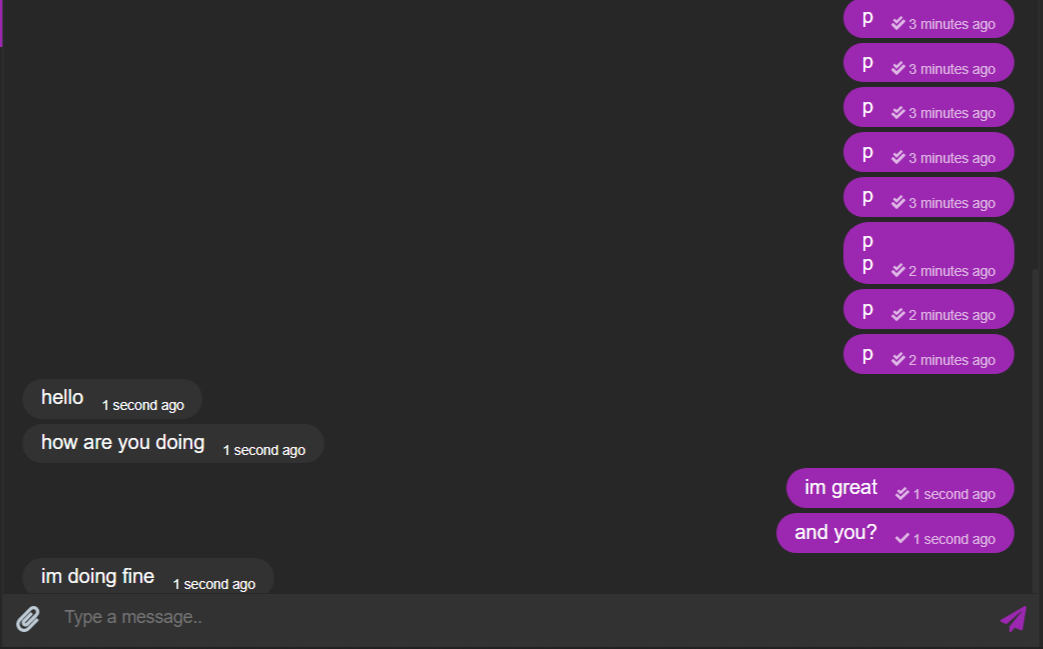 p 3 minutes ago
p 3 minutes ago
p 3 minutes ago
p 3 minutes ago
p 3 minutes ago
p
p 2 minutes ago
p 2 minutes ago
p 2 minutes ago
hello 1 second ago
how are you doing 1 second ago
im great 1 second ago
and you? 1 second ago
im doing fine 1 second ago
Type a message..